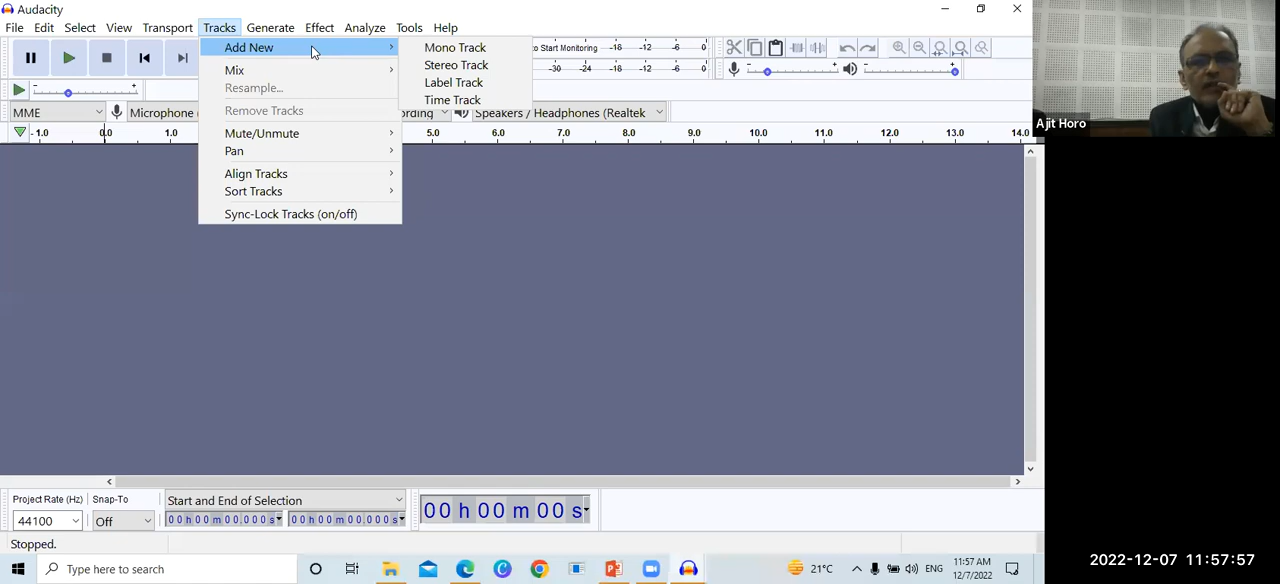 Audacity
File Edit Select View Transport Tracks Generate Effect Analyze Tools Help
Add New
Mono Track
Stereo Track
Label Track
Time Track
Mix
Resample...
Remove Tracks
Mute/Unmute
Pan
Align Tracks
Sort Tracks
Sync-Lock Tracks (on/off)
to Start Monitoring -18 -12 -6 0
-30 -24 -18 -12 -6 0
MME Microphone ( Speakers / Headphones (Realtek
-1.0 0.0 1.0 5.0 6.0 7.0 8.0 9.0 10.0 11.0 12.0 13.0 14.0
Ajit Horo
Project Rate (Hz) Snap-To Start and End of Selection
44100 Off 00h00m00.000s 00h00m00.000s
00h00m00s
Stopped.
Type here to search
21°C ENG 11:57 AM
12/7/2022
2022-12-07 11:57:57